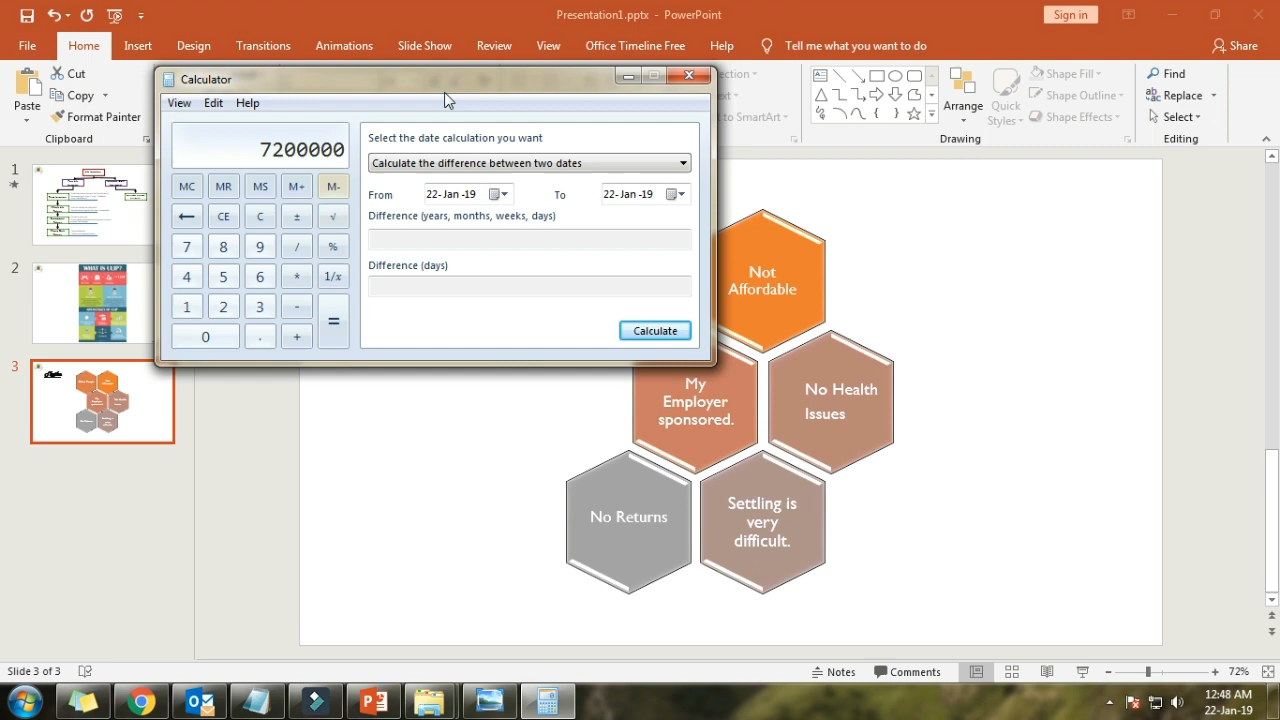 Presentation1.pptx - PowerPoint
Sign in
File
Home
Insert
Design
Transitions
Animations
Slide Show
Review
View
Office Timeline Free
Help
Tell me what you want to do
Share
Paste
Cut
Copy
Format Painter
Clipboard
Arrange
Quick
Styles
Shape Fill
Shape Outline
Shape Effects
Drawing
Find
Replace
Select
Editing
Calculator
View
Edit
Help
7200000
MC
MR
MS
M+
M-
CE
C
±
√
7
8
9
/
%
4
5
6
*
1/x
1
2
3
-
=
0
.
+
Select the date calculation you want
Calculate the difference between two dates
From
22-Jan -19
To
22-Jan -19
Difference (years, months, weeks, days)
Difference (days)
Calculate
1
2
WHAT IS ULIP?
3
Not
Affordable
My
Employer
sponsored.
No Health
Issues
No Returns
Settling is
very
difficult.
Slide 3 of 3
Notes
Comments
72%
12:48 AM
22-Jan-19